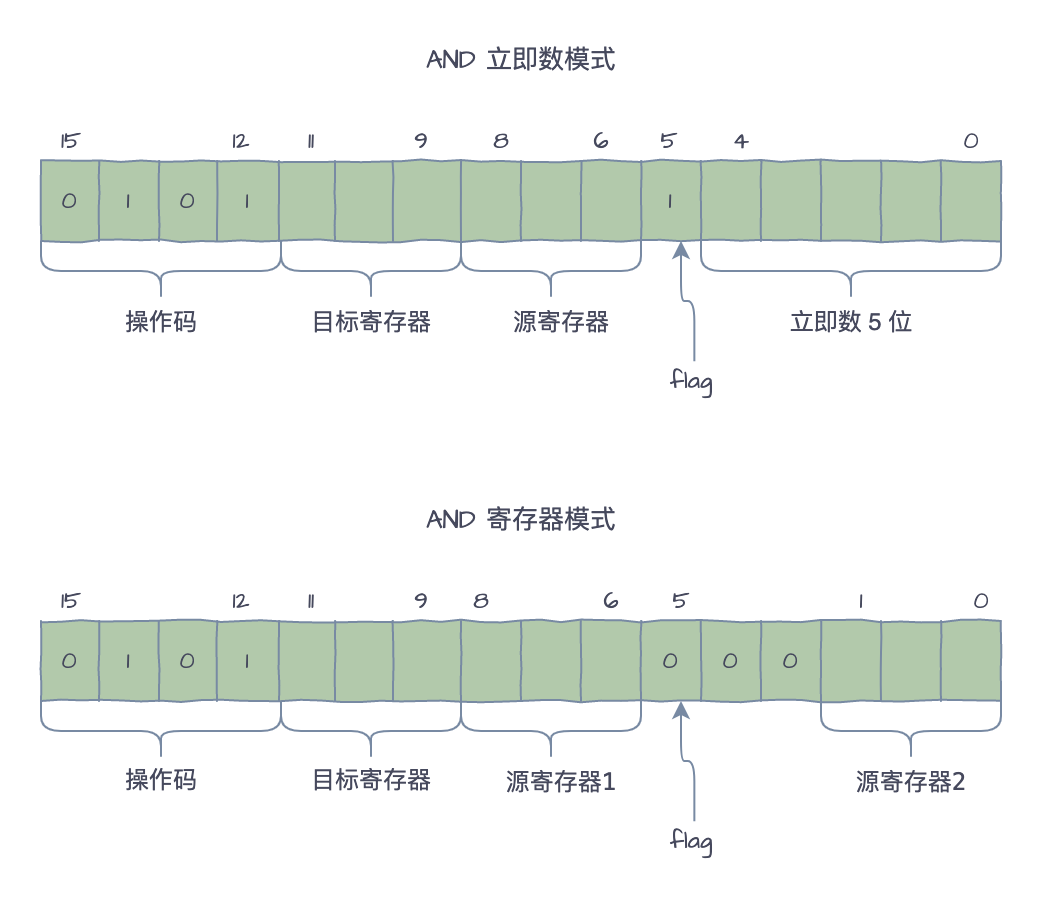 AND 立即数模式
15 12 11 9 8 6 5 4 0
0 1 0 1 1
操作码 目标寄存器 源寄存器 立即数 5 位
flag
AND 寄存器模式
15 12 11 9 8 6 5 1 0
0 1 0 1 0 0 0
操作码 目标寄存器 源寄存器1 源寄存器2
flag